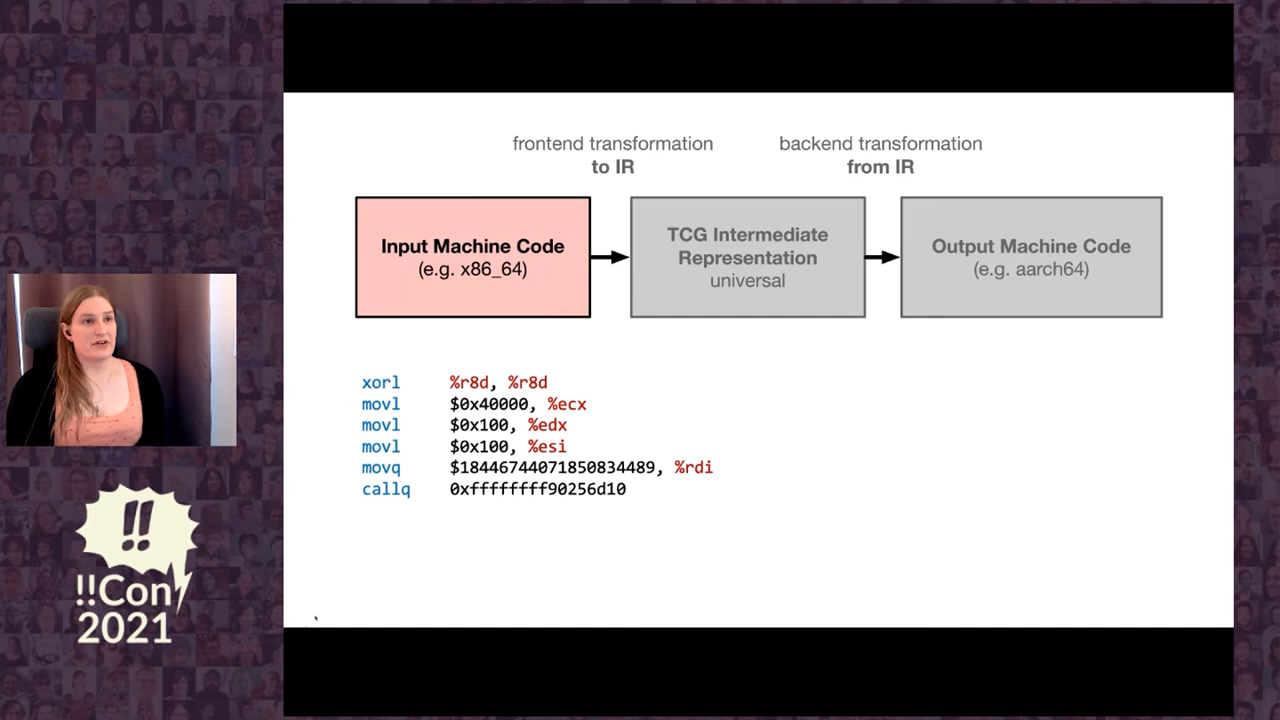 frontend transformation
to IR
backend transformation
from IR
Input Machine Code
(e.g. x86_64)
TCG Intermediate
Representation
universal
Output Machine Code
(e.g. aarch64)
xorl %r8d, %r8d
movl $0x40000, %ecx
movl $0x100, %edx
movl $0x100, %esi
movq $18446744071850834489, %rdi
callq 0xffffffff90256d10
!!
!!Con
2021